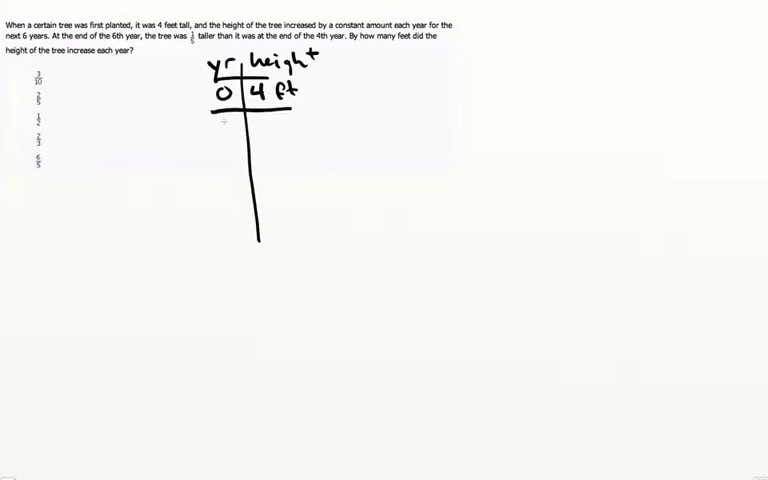 When a certain tree was first planted, it was 4 feet tall, and the height of the tree increased by a constant amount each year for the
next 6 years. At the end of the 6th year, the tree was 1/5 taller than it was at the end of the 4th year. By how many feet did the
height of the tree increase each year?
3/10
2/5
1/2
2/3
6/5
yr height
0 4 ft